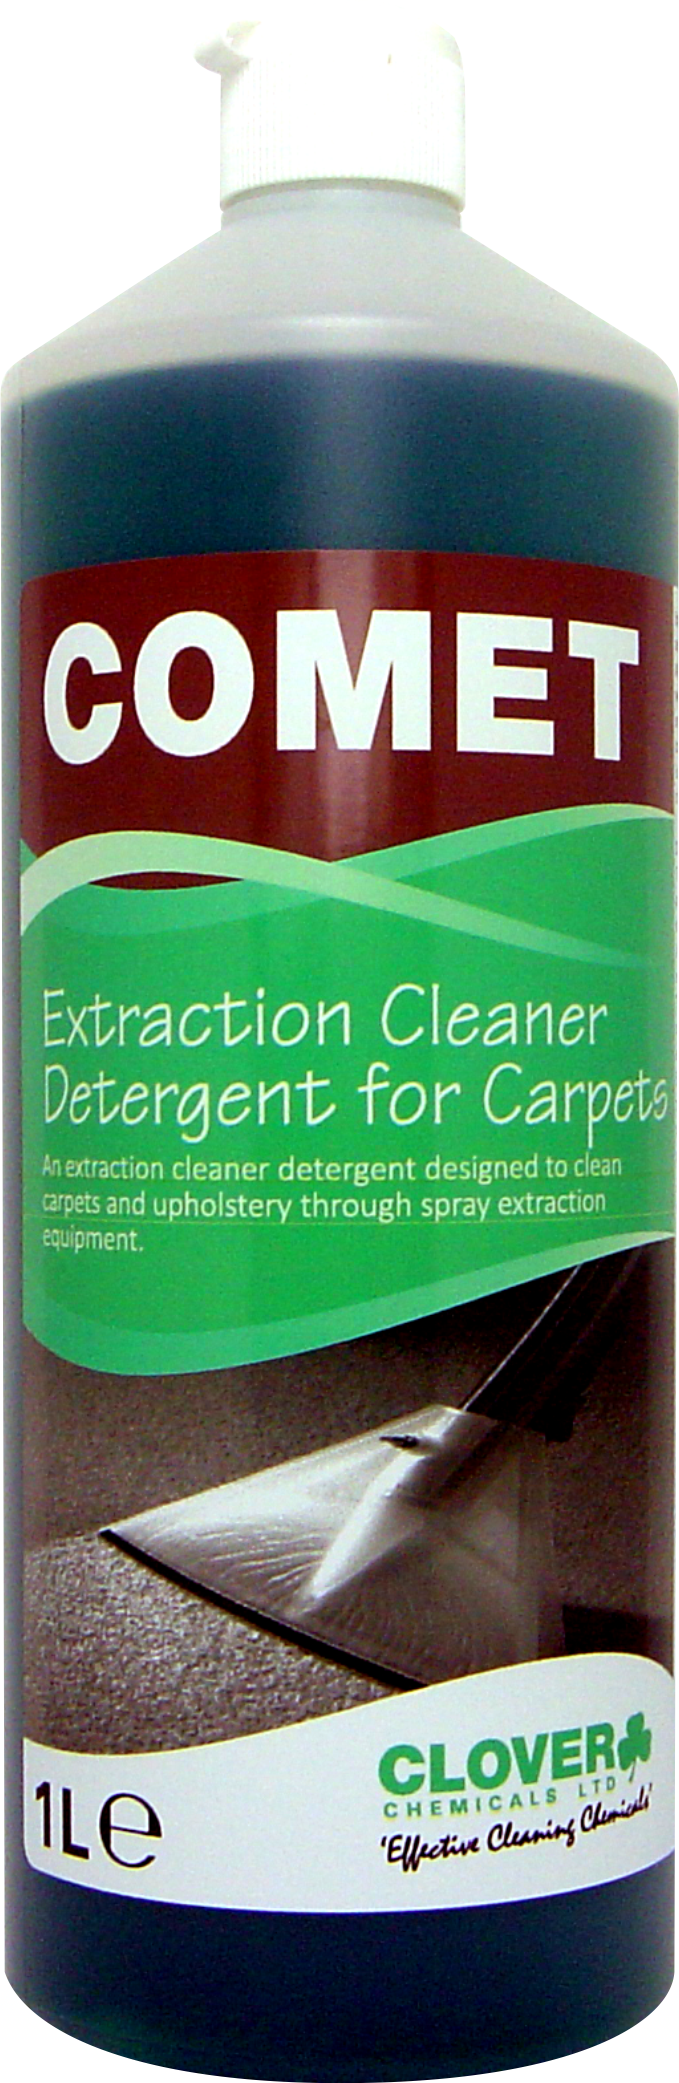 COMET
Extraction Cleaner
Detergent for Carpets
An extraction cleaner detergent designed to clean
carpets and upholstery through spray extraction
equipment.
CLOVER
CHEMICALS LTD
'Effective Cleaning Chemicals'
1L e